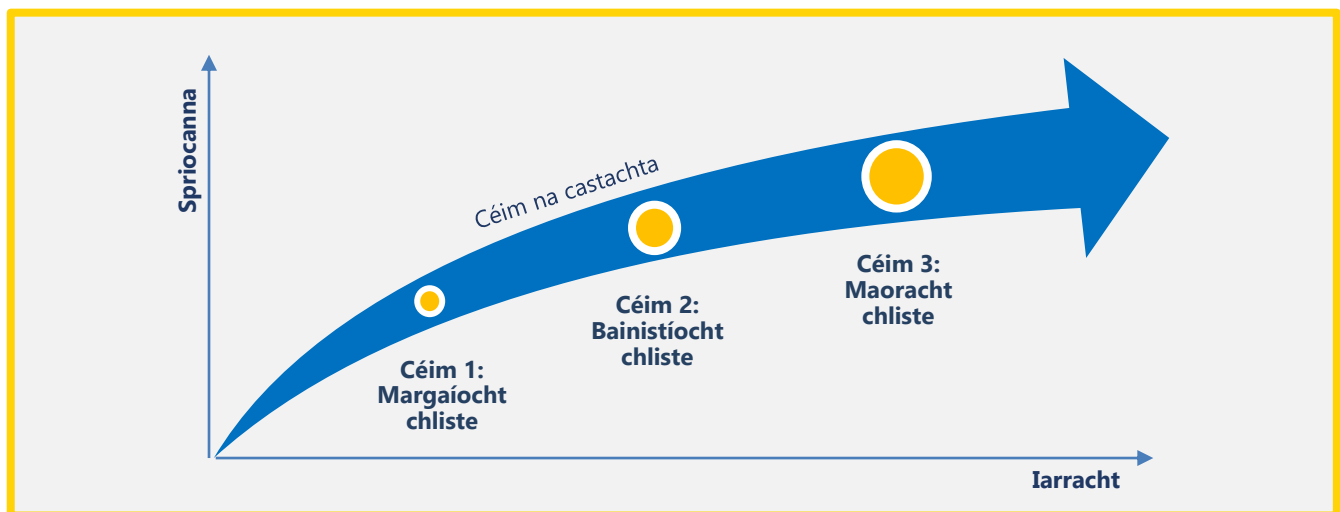 Spriocanna
Céim na castachta
Céim 1:
Margaíocht
chliste
Céim 2:
Bainistíocht
chliste
Céim 3:
Maoracht
chliste
Iarracht